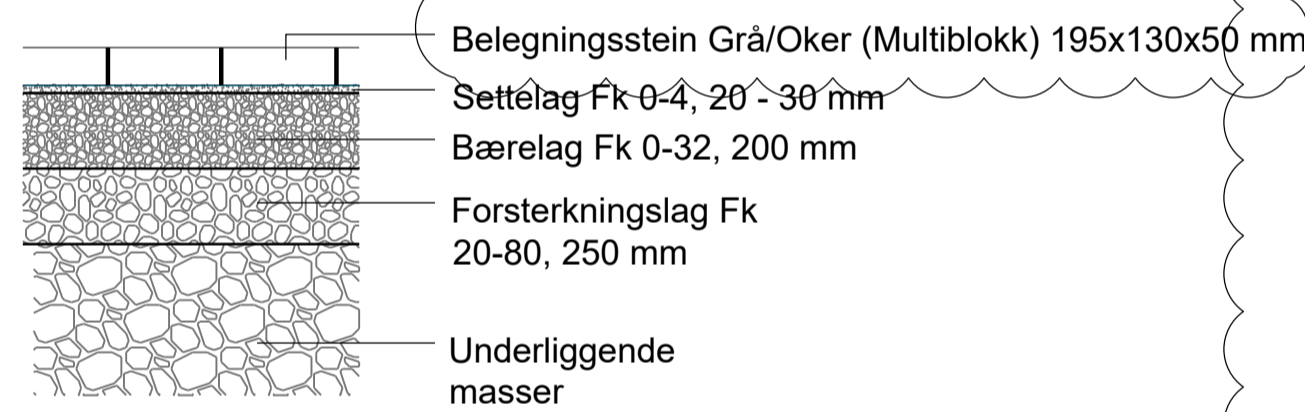 Belegningsstein Grå/Oker (Multiblokk) 195x130x50 mm
Settelag Fk 0-4, 20 - 30 mm
Bærelag Fk 0-32, 200 mm
Forsterkningslag Fk
20-80, 250 mm
Underliggende
masser